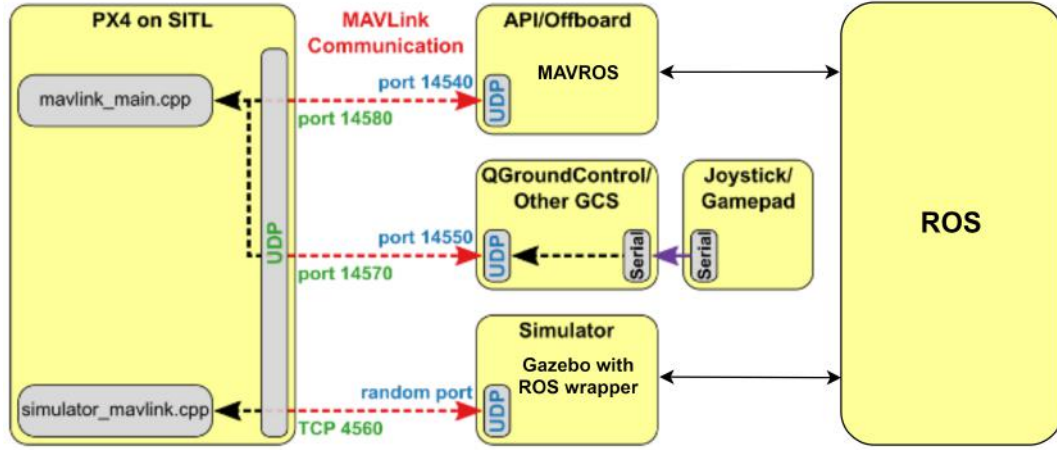 PX4 on SITL
mavlink_main.cpp
simulator_mavlink.cpp
UDP
MAVLink
Communication
port 14540
port 14580
port 14550
port 14570
random port
TCP 4560
API/Offboard
MAVROS
UDP
QGroundControl/
Other GCS
UDP
Serial
Joystick/
Gamepad
Serial
Simulator
Gazebo with
ROS wrapper
UDP
ROS